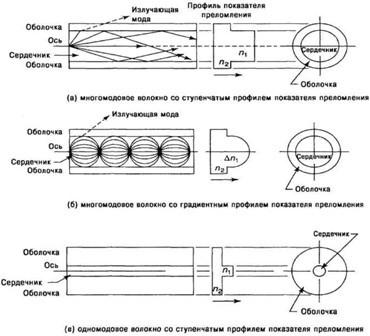 Излучающая
мода
Профиль показателя
преломления
Оболочка
Ось
Сердечник
Оболочка
n₁
n₂
Сердечник
Оболочка
(а) многомодовое волокно со ступенчатым профилем показателя преломления
Излучающая мода
Оболочка
Ось
Сердечник
Оболочка
Δn₁
n₂
Сердечник
Оболочка
(б) многомодовое волокно со градиентным профилем показателя преломления
Оболочка
Ось
Сердечник
Оболочка
n₁
n₂
Сердечник
Оболочка
(в) одномодовое волокно со ступенчатым профилем показателя преломления